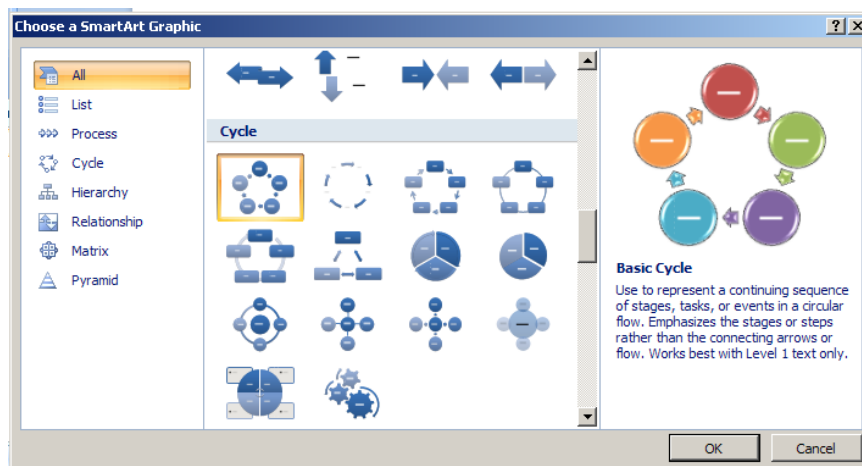 Choose a SmartArt Graphic
All
List
Process
Cycle
Hierarchy
Relationship
Matrix
Pyramid
Cycle
Basic Cycle
Use to represent a continuing sequence
of stages, tasks, or events in a circular
flow. Emphasizes the stages or steps
rather than the connecting arrows or
flow. Works best with Level 1 text only.
OK
Cancel